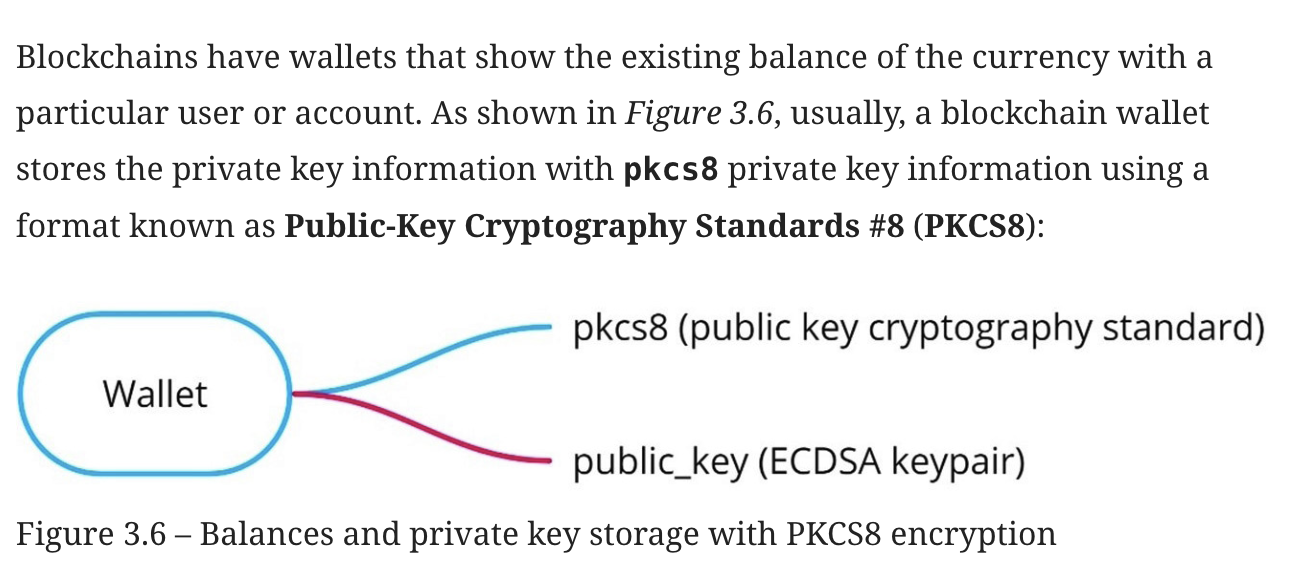 Blockchains have wallets that show the existing balance of the currency with a
particular user or account. As shown in Figure 3.6, usually, a blockchain wallet
stores the private key information with pkcs8 private key information using a
format known as Public-Key Cryptography Standards #8 (PKCS8):
pkcs8 (public key cryptography standard)
Wallet
public_key (ECDSA keypair)
Figure 3.6 – Balances and private key storage with PKCS8 encryption